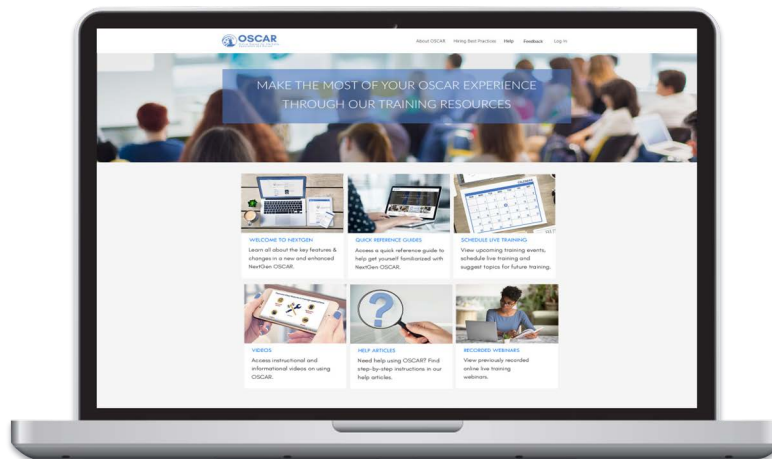 OSCAR
About OSCAR Hiring Best Practices Help Feedback Log In
MAKE THE MOST OF YOUR OSCAR EXPERIENCE
THROUGH OUR TRAINING RESOURCES
WELCOME TO NEXTGEN
Learn all about the key features &
changes in a new and enhanced
NextGen OSCAR.
QUICK REFERENCE GUIDES
Access a quick reference guide to
help get yourself familiarized with
NextGen OSCAR.
SCHEDULE LIVE TRAINING
View upcoming training events,
schedule live training and
suggest topics for future training.
VIDEOS
Access instructional and
informational videos on using
OSCAR.
HELP ARTICLES
Need help using OSCAR? Find
step-by-step instructions in our
help articles.
RECORDED WEBINARS
View previously recorded
online live training
webinars.